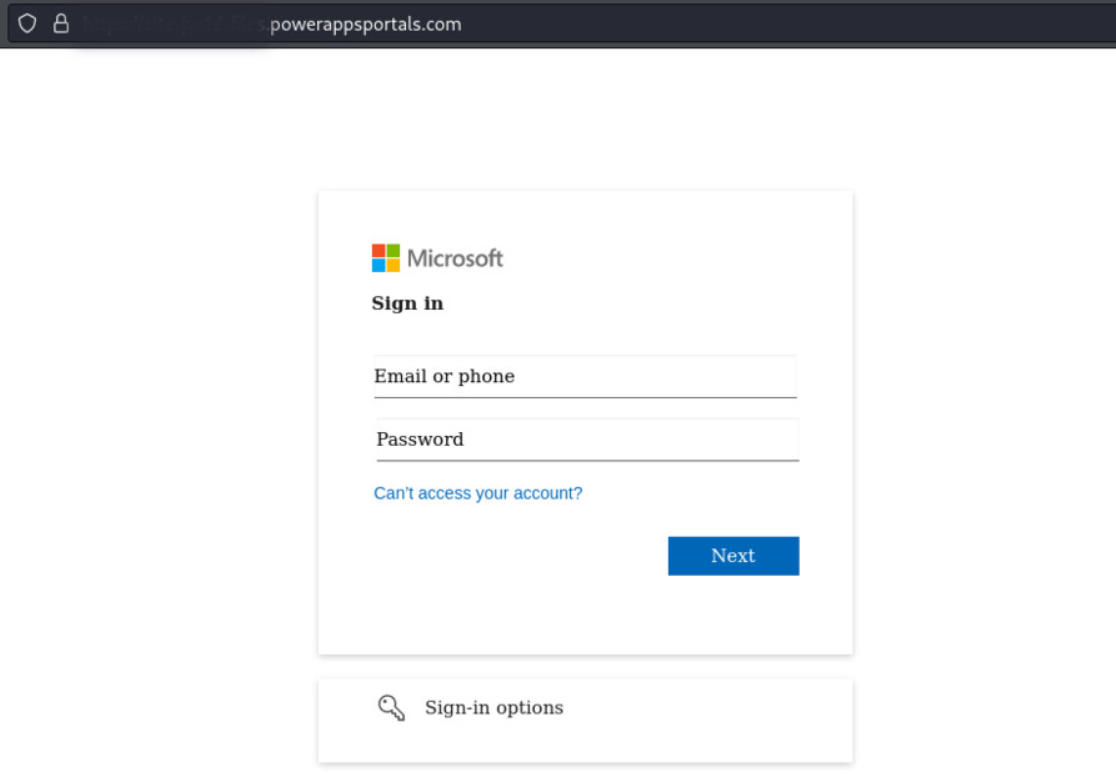 .powerappsportals.com
Microsoft
Sign in
Email or phone
Password
Can't access your account?
Next
Sign-in options